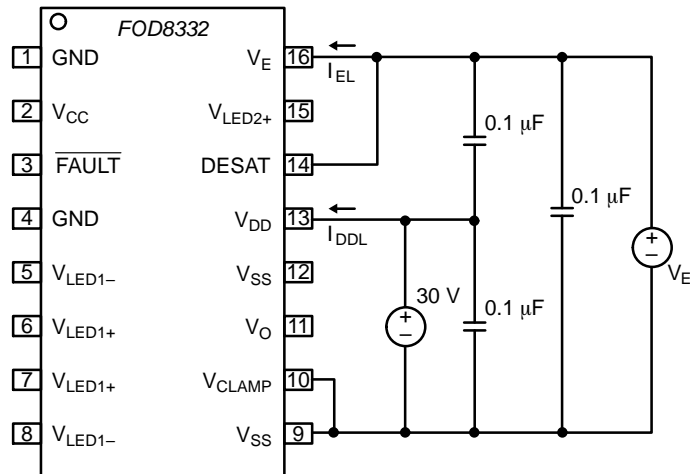 FOD8332
1 GND
2 VCC
3 FAULT
4 GND
5 VLED1–
6 VLED1+
7 VLED1+
8 VLED1–
VE 16
VLED2+ 15
DESAT 14
VDD 13
VSS 12
VO 11
VCLAMP 10
VSS 9
IEL
IDDL
0.1 μF
0.1 μF
0.1 μF
30 V
+
–
+
–
VE